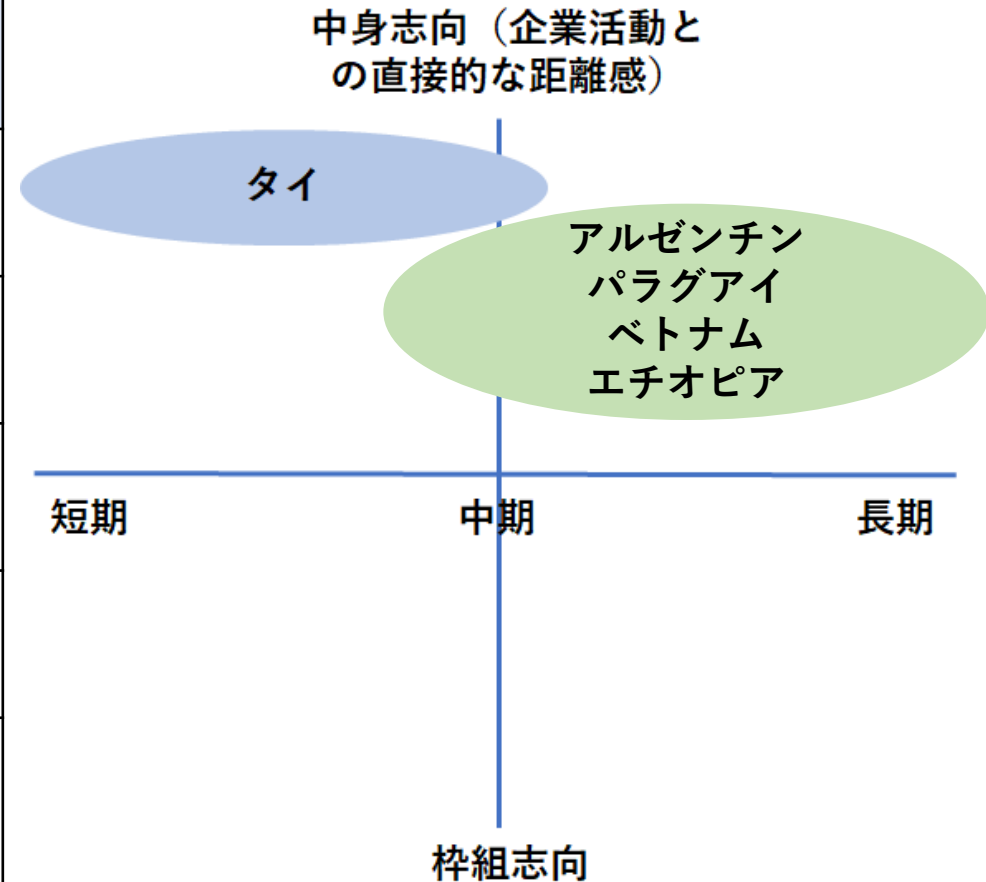 中身志向（企業活動と
の直接的な距離感）
タイ
アルゼンチン
パラグアイ
ベトナム
エチオピア
短期
中期
長期
枠組志向